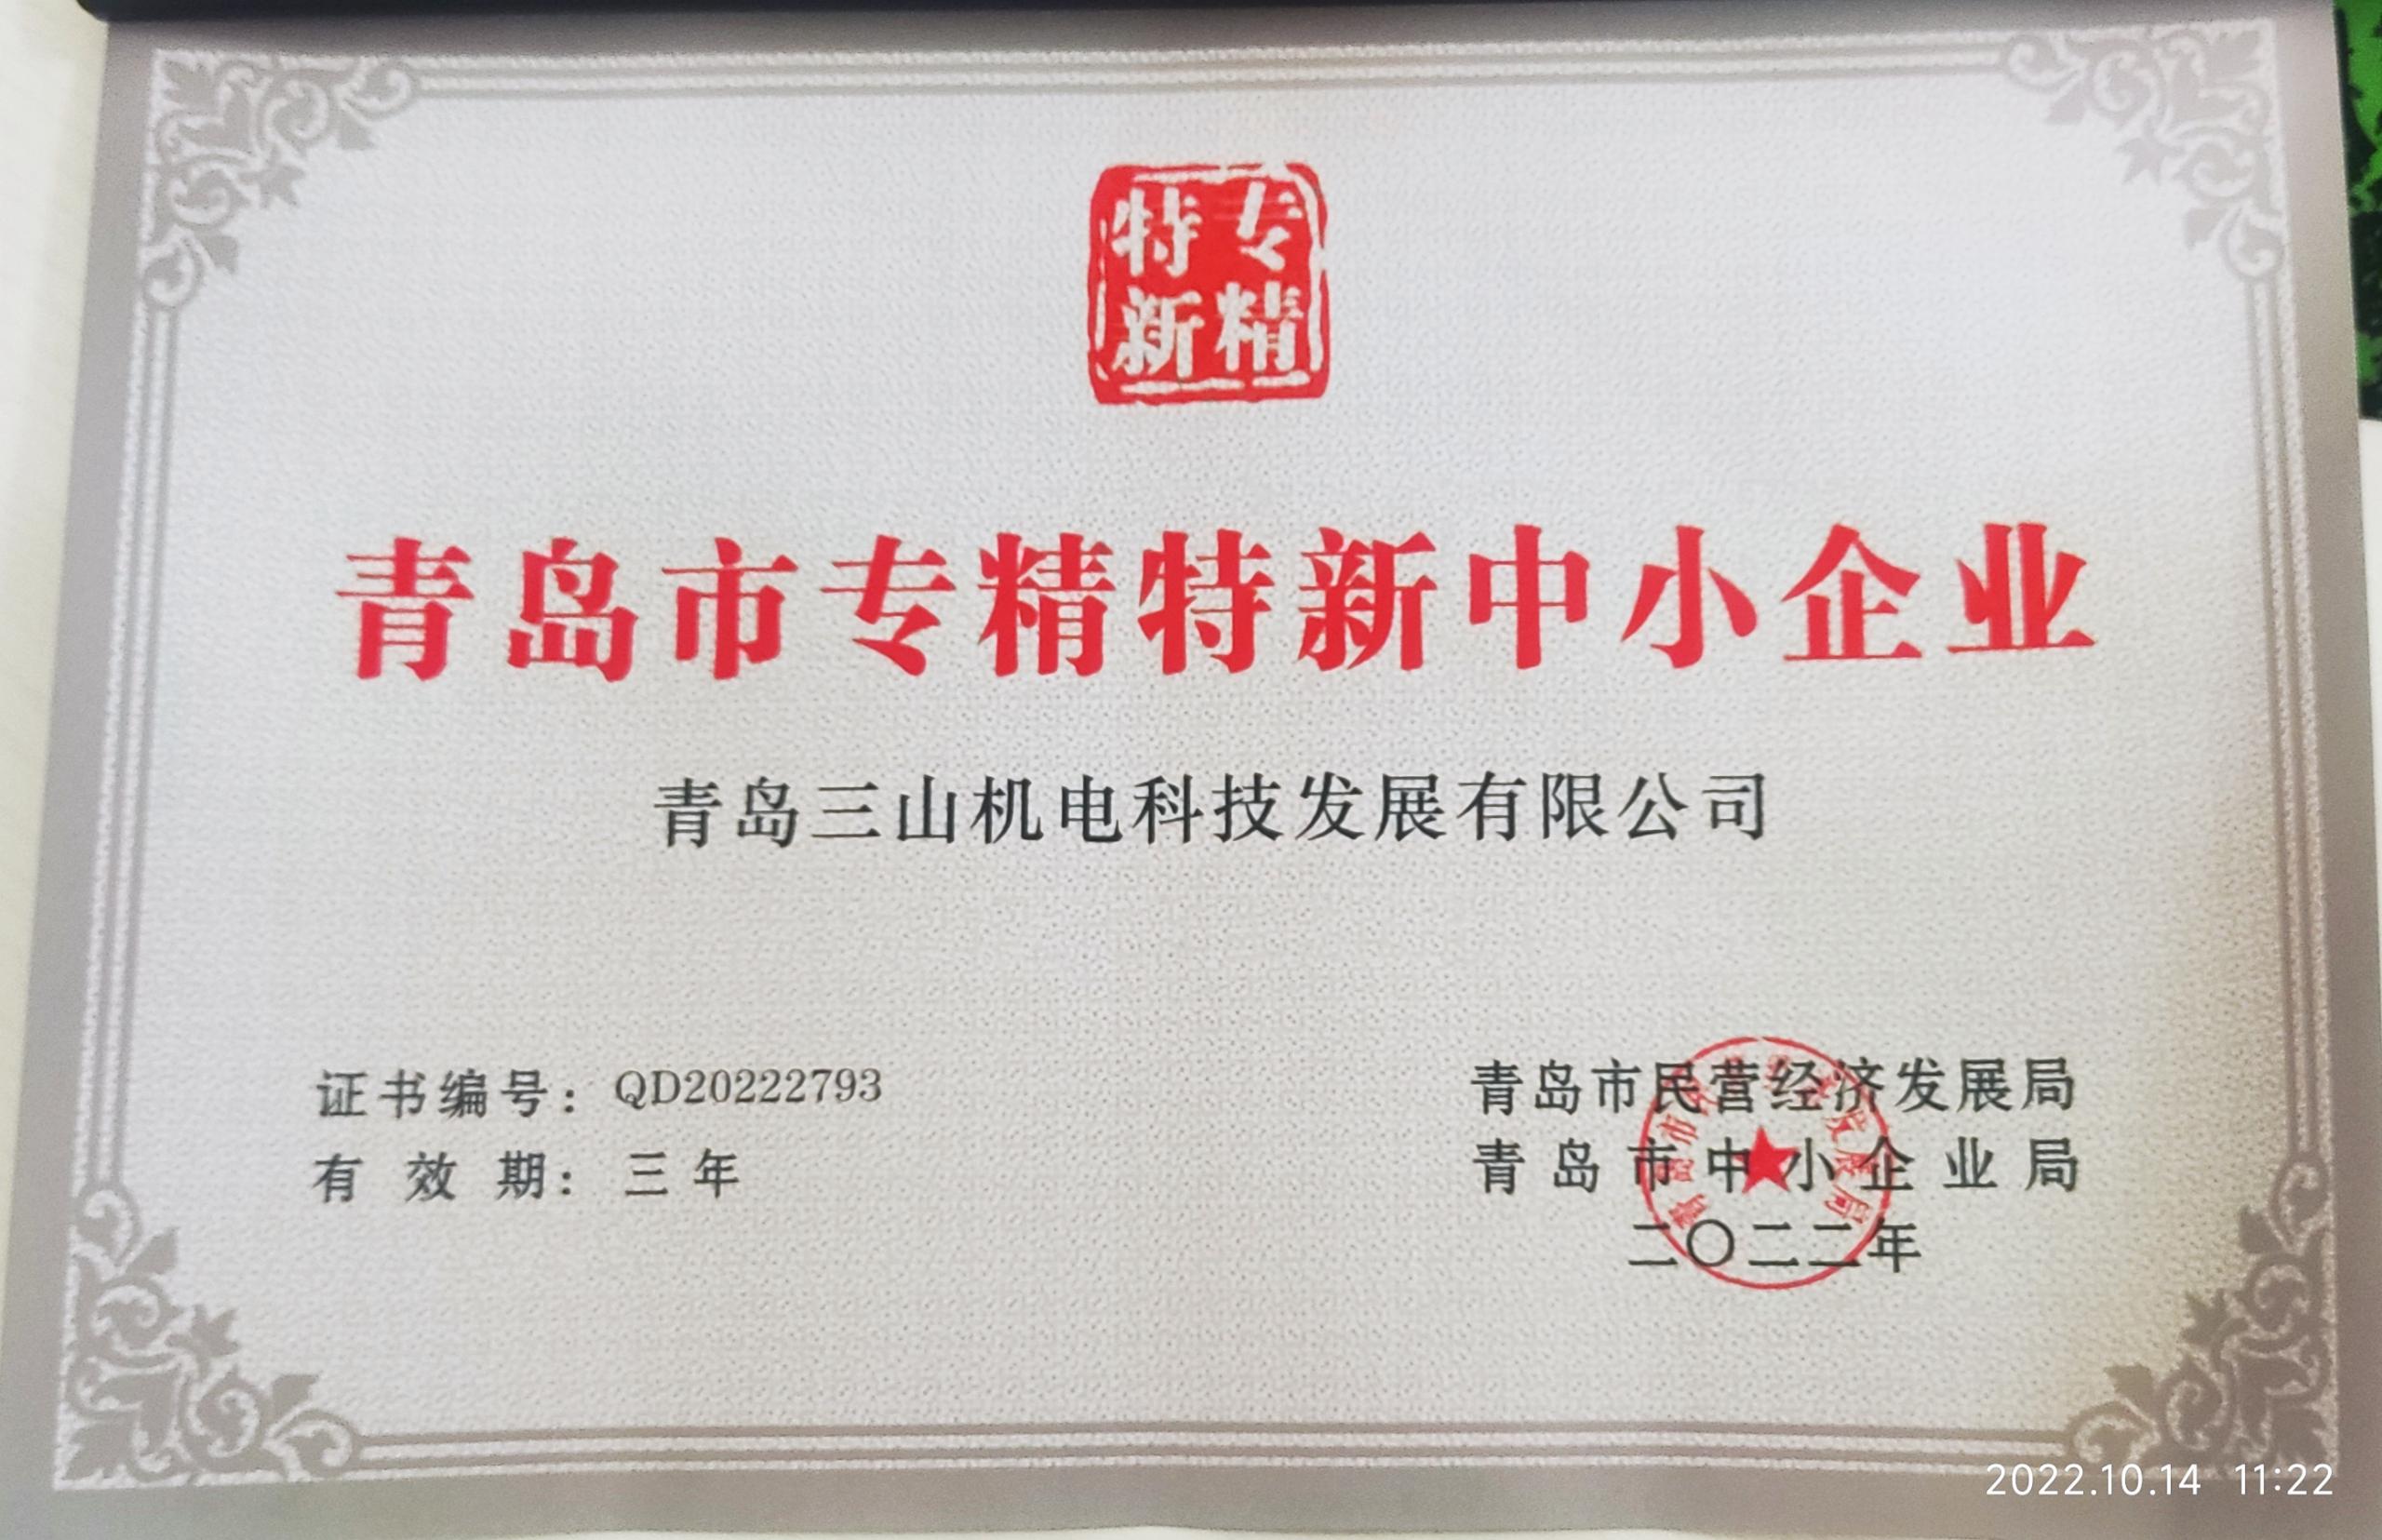 专精
特新
青岛市专精特新中小企业
青岛三山机电科技发展有限公司
证书编号：QD20222793
有效期：三年
青岛市民营经济发展局
青岛市中小企业局
二〇二二年
2022.10.14 11:22